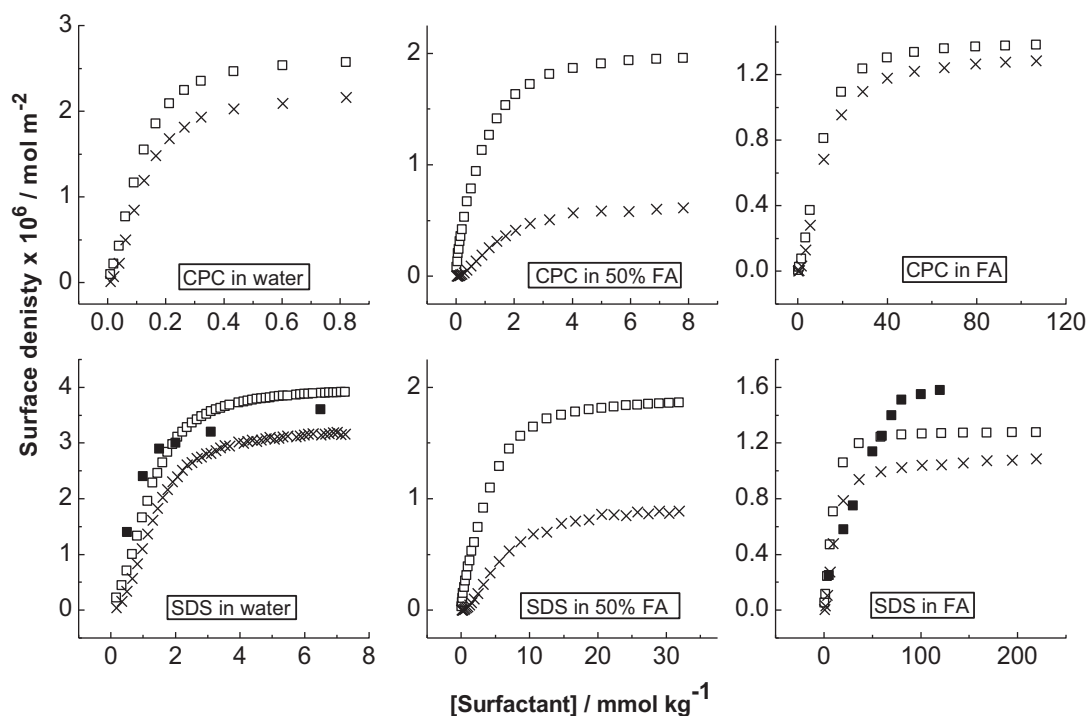 Surface denisty x 10⁶ / mol m⁻²
3
2
1
0
0.0 0.2 0.4 0.6 0.8
CPC in water
2
1
0
0 2 4 6 8
CPC in 50% FA
1.6
1.2
0.8
0.4
0.0
0 40 80 120
CPC in FA
4
3
2
1
0
0 2 4 6 8
SDS in water
2
1
0
0 10 20 30
SDS in 50% FA
1.6
1.2
0.8
0.4
0.0
0 100 200
SDS in FA
[Surfactant] / mmol kg⁻¹